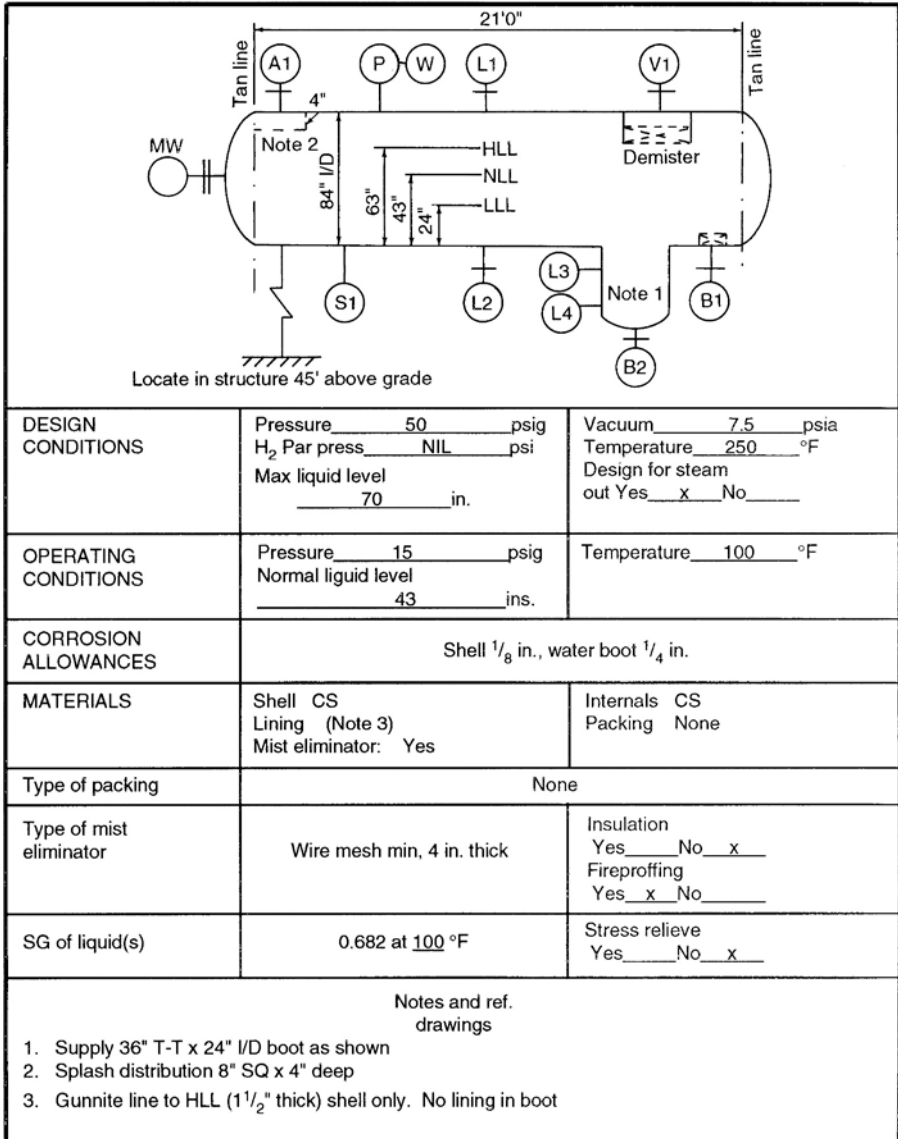 21'0"
Tan line
Tan line
A1
P
W
L1
V1
4"
MW
Note 2
84" I/D
63"
43"
24"
HLL
NLL
LLL
Demister
S1
L2
L3
L4
Note 1
B1
B2
Locate in structure 45' above grade
DESIGN CONDITIONS
Pressure 50 psig
H₂ Par press NIL psi
Max liquid level
70 in.
Vacuum 7.5 psia
Temperature 250 °F
Design for steam
out Yes x No
OPERATING CONDITIONS
Pressure 15 psig
Normal liguid level
43 ins.
Temperature 100 °F
CORROSION ALLOWANCES
Shell 1/8 in., water boot 1/4 in.
MATERIALS
Shell CS
Lining (Note 3)
Mist eliminator: Yes
Internals CS
Packing None
Type of packing
None
Type of mist
eliminator
Wire mesh min, 4 in. thick
Insulation
Yes No x
Fireproffing
Yes x No
SG of liquid(s)
0.682 at 100 °F
Stress relieve
Yes No x
Notes and ref.
drawings
1. Supply 36" T-T x 24" I/D boot as shown
2. Splash distribution 8" SQ x 4" deep
3. Gunnite line to HLL (1 1/2" thick) shell only. No lining in boot